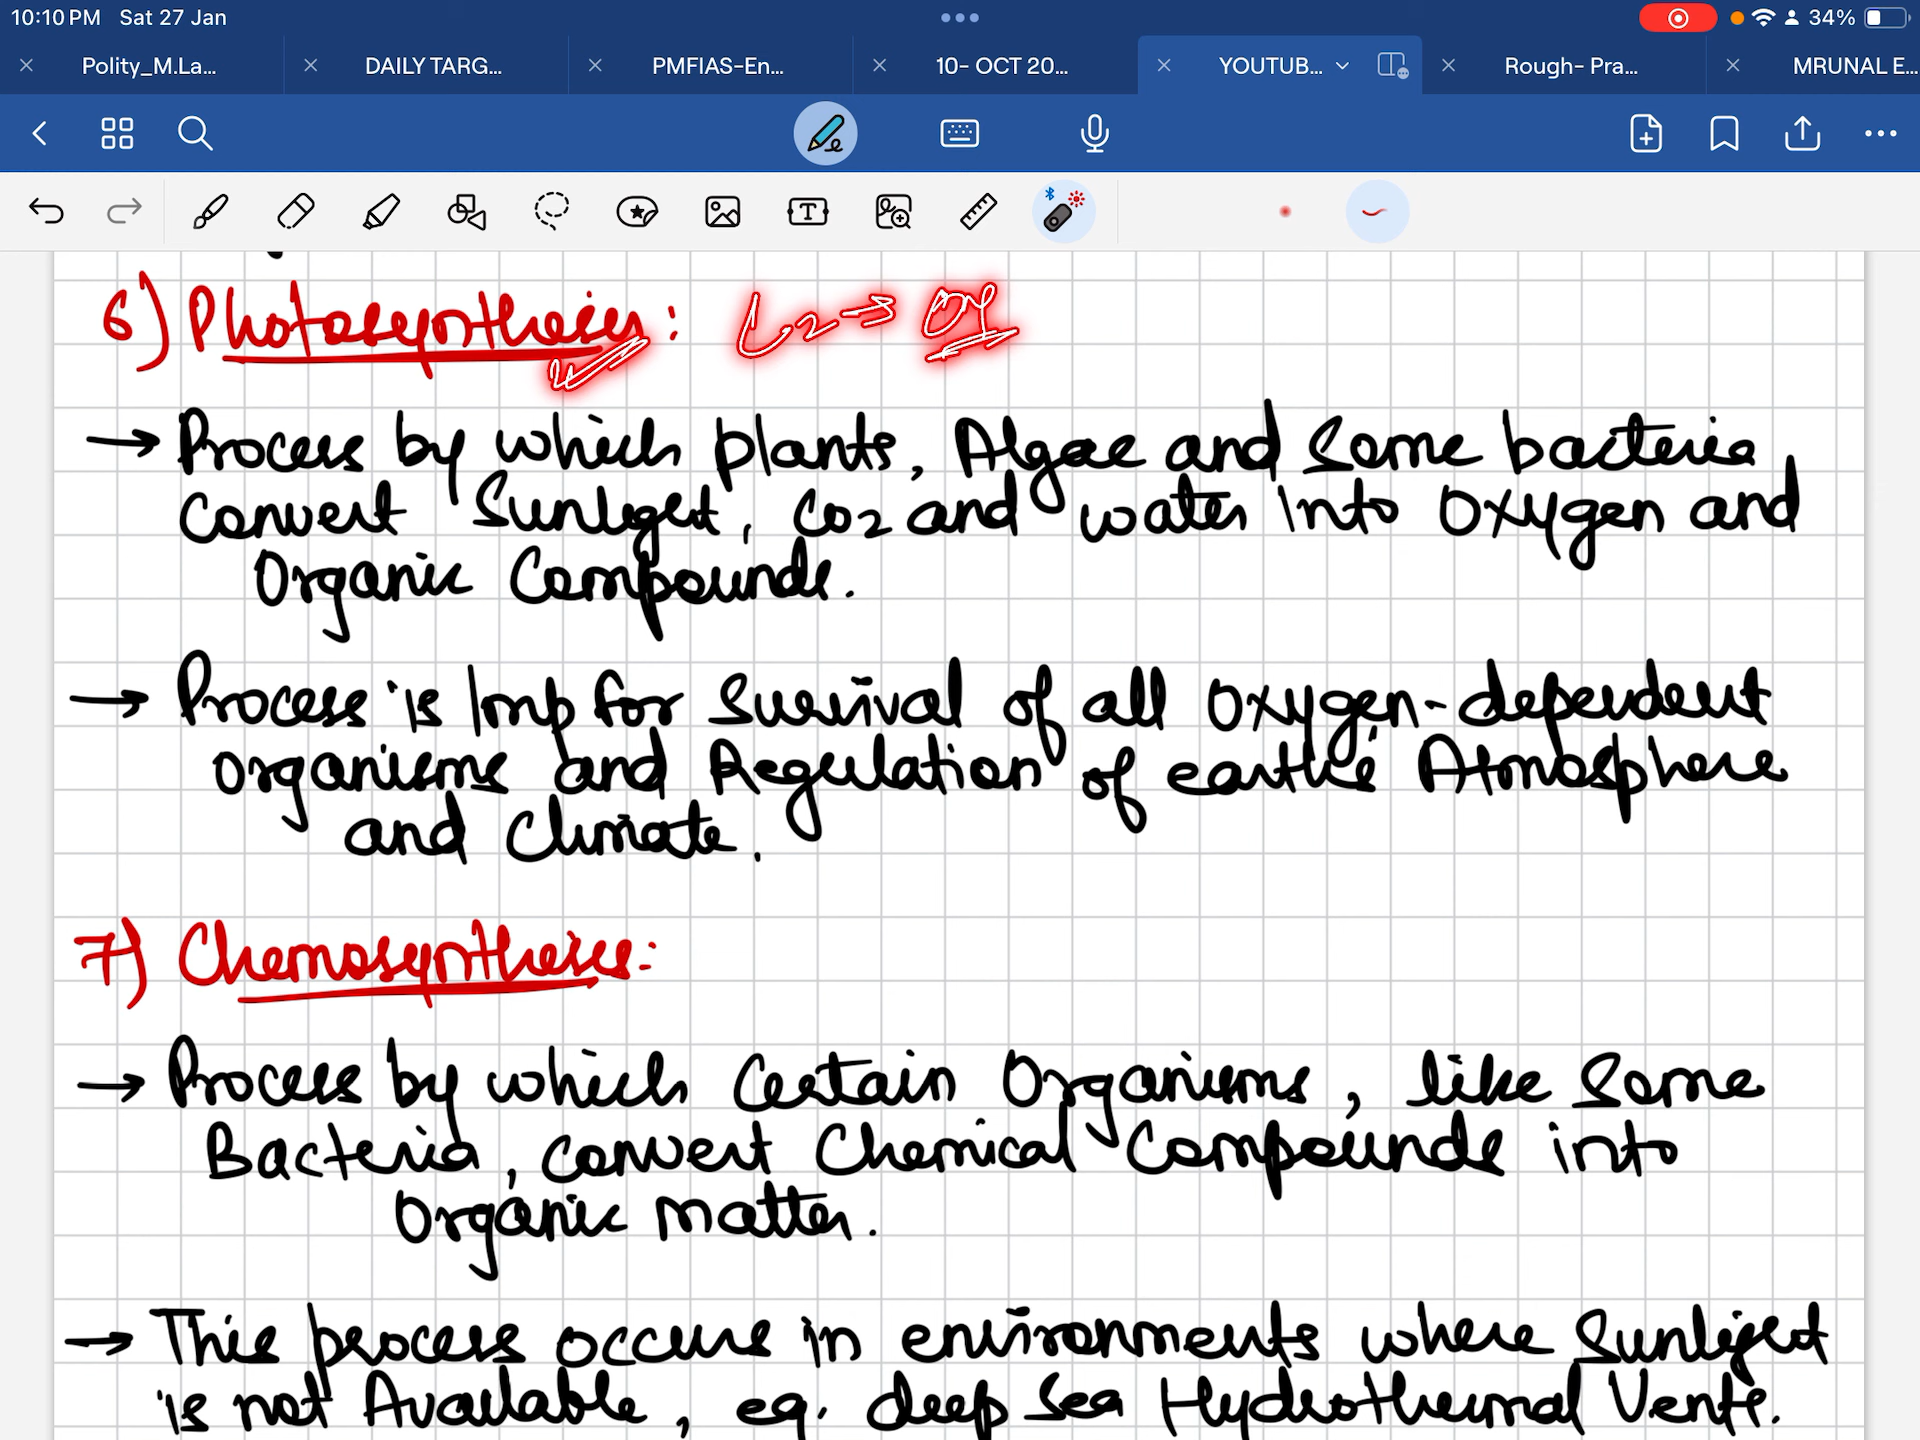 10:10 PM Sat 27 Jan
34%
Polity_M.La...
DAILY TARG...
PMFIAS-En...
10- OCT 20...
YOUTUB...
Rough- Pra...
MRUNAL E...
6) Photosynthesis: Co2 → Oxy
→ Process by which plants, Algae and some bacteria
convert Sunlight, Co2 and water into Oxygen and
Organic Compounds.
→ Process is Imp for survival of all oxygen-dependent
organisms and Regulation of earth's Atmosphere
and Climate.
7) Chemosynthesis:
→ Process by which Certain Organisms, like Some
Bacteria, convert Chemical Compounds into
Organic matter.
→ This process occurs in environments where Sunlight
is not Available, eg. deep Sea Hydrothermal Vents.